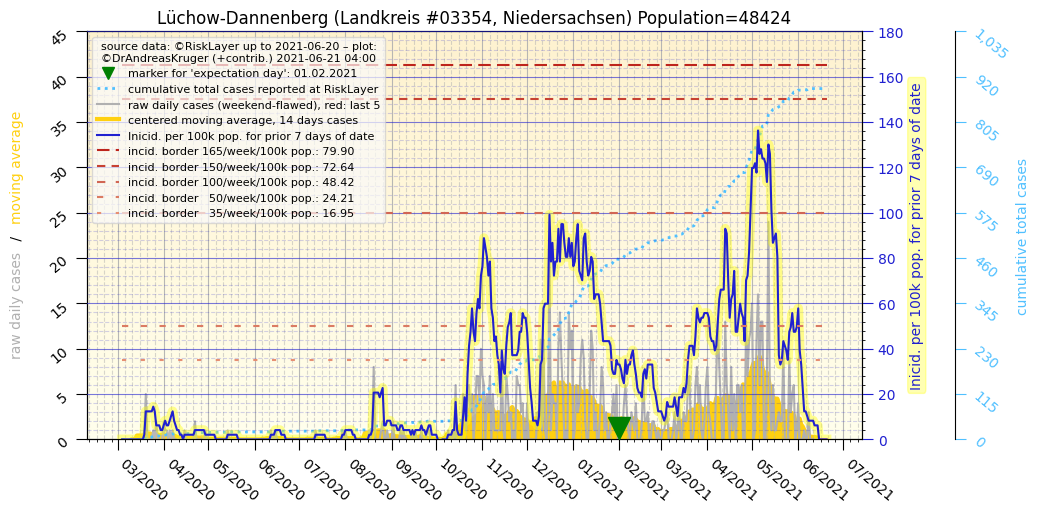 Lüchow-Dannenberg (Landkreis #03354, Niedersachsen) Population=48424
source data: ©RiskLayer up to 2021-06-20 – plot:
©DrAndreasKruger (+contrib.) 2021-06-21 04:00
marker for 'expectation day': 01.02.2021
cumulative total cases reported at RiskLayer
raw daily cases (weekend-flawed), red: last 5
centered moving average, 14 days cases
Inicid. per 100k pop. for prior 7 days of date
incid. border 165/week/100k pop.: 79.90
incid. border 150/week/100k pop.: 72.64
incid. border 100/week/100k pop.: 48.42
incid. border 50/week/100k pop.: 24.21
incid. border 35/week/100k pop.: 16.95
raw daily cases / moving average
45
40
35
30
25
20
15
10
5
0
03/2020
04/2020
05/2020
06/2020
07/2020
08/2020
09/2020
10/2020
11/2020
12/2020
01/2021
02/2021
03/2021
04/2021
05/2021
06/2021
07/2021
180
160
140
120
100
80
60
40
20
0
Inicid. per 100k pop. for prior 7 days of date
1,035
920
805
690
575
460
345
230
115
0
cumulative total cases